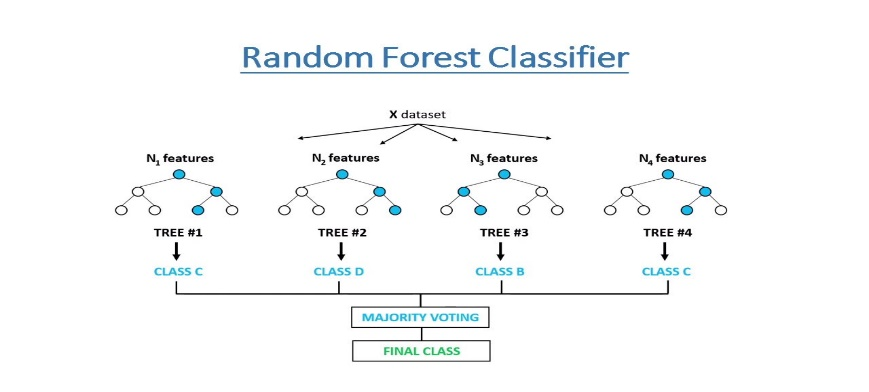 Random Forest Classifier
X dataset
N₁ features N₂ features N₃ features N₄ features
TREE #1 TREE #2 TREE #3 TREE #4
CLASS C CLASS D CLASS B CLASS C
MAJORITY VOTING
FINAL CLASS